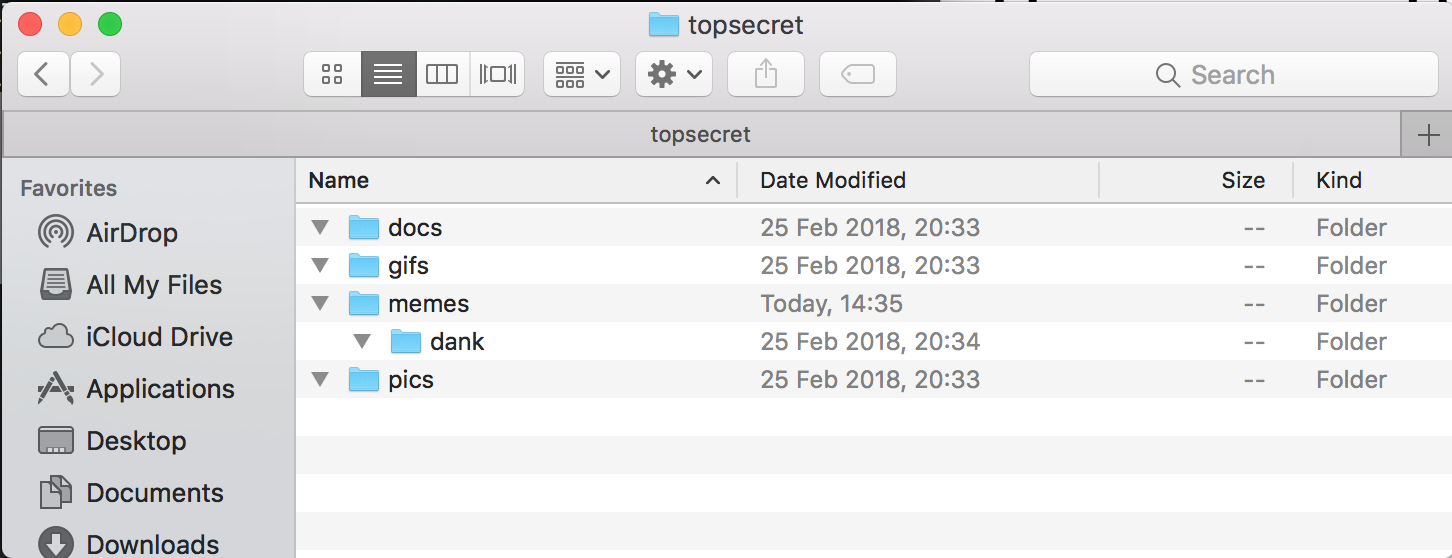 topsecret
Search
topsecret
Favorites
AirDrop
All My Files
iCloud Drive
Applications
Desktop
Documents
Downloads
Name Date Modified Size Kind
docs 25 Feb 2018, 20:33 -- Folder
gifs 25 Feb 2018, 20:33 -- Folder
memes Today, 14:35 -- Folder
dank 25 Feb 2018, 20:34 -- Folder
pics 25 Feb 2018, 20:33 -- Folder